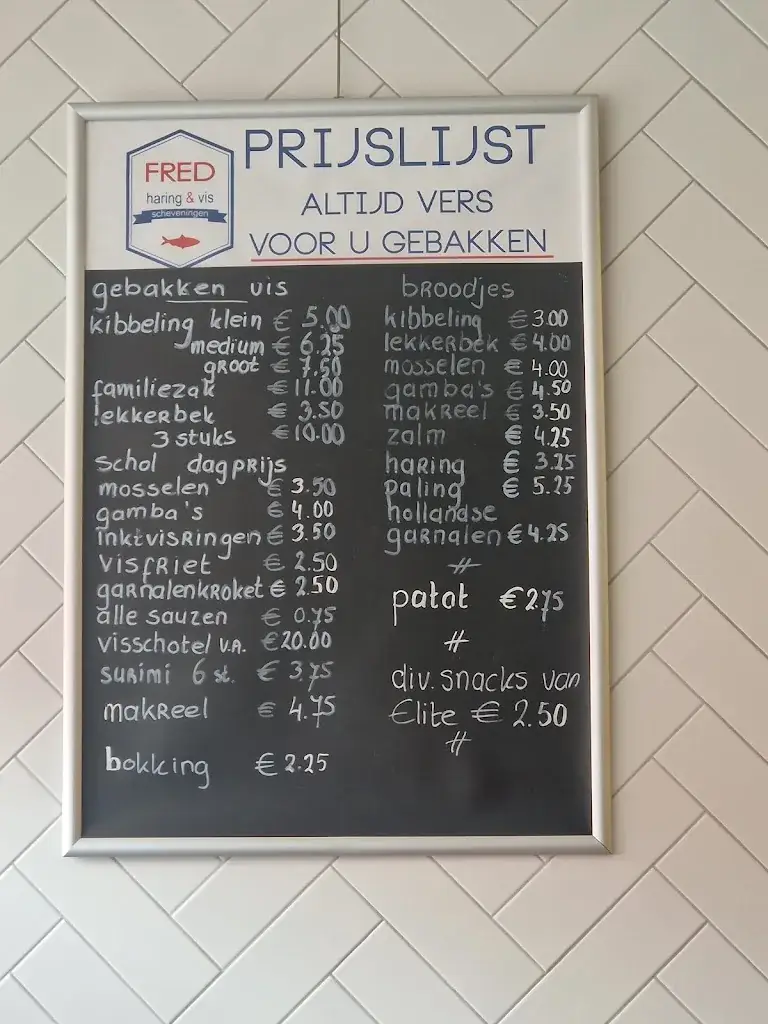 FRED
haring & vis
scheveningen
PRIJSLIJST
ALTIJD VERS
VOOR U GEBAKKEN
gebakken vis
kibbeling klein € 5.00
medium € 6.25
groot € 7.50
familiezak € 11.00
lekkerbek € 3.50
3 stuks € 10.00
schol dagprijs
mosselen € 3.50
gamba's € 4.00
inktvisringen € 3.50
visfriet € 2.50
garnalenkroket € 2.50
alle sauzen € 0.75
visschotel v.a. € 20.00
surimi 6 st. € 3.75
makreel € 4.75
bokking € 2.25
broodjes
kibbeling € 3.00
lekkerbek € 4.00
mosselen € 4.00
gamba's € 4.50
makreel € 3.50
zalm € 4.25
haring € 3.25
paling € 5.25
hollandse
garnalen € 4.25
#
patat € 2.75
#
div. snacks van
Elite € 2.50
#